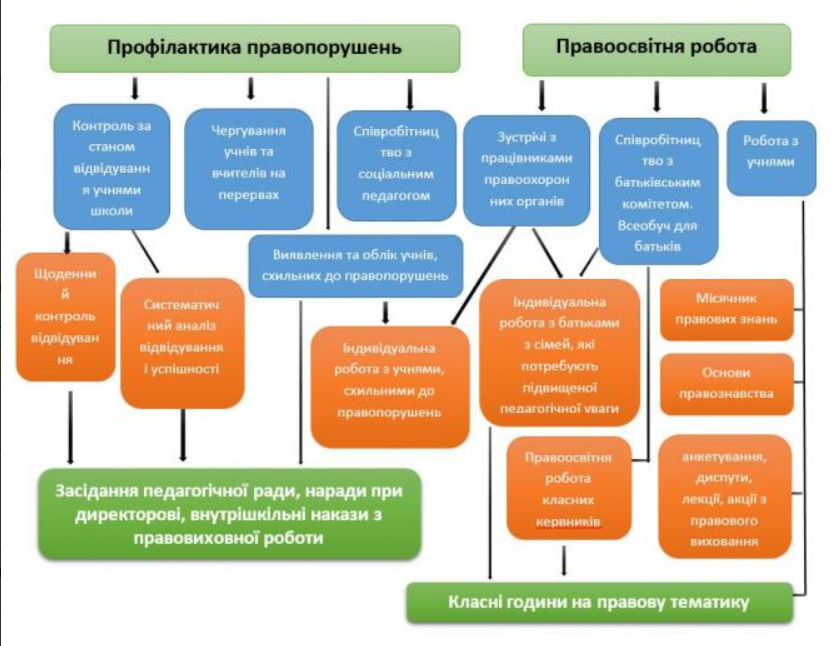 Профілактика правопорушень
Правоосвітня робота
Контроль за
станом
відвідуванн
я учнями
школи
Чергування
учнів та
вчителів на
перервах
Співробітниц
тво з
соціальним
педагогом
Зустрічі з
працівниками
правоохорон
них органів
Співробітниц
тво з
батьківським
комітетом.
Всеобуч для
батьків
Робота з
учнями
Виявлення та облік учнів,
схильних до правопорушень
Щоденни
й
контроль
відвідуван
ня
Систематич
ний аналіз
відвідування
і успішності
Індивідуальна
робота з учнями,
схильними до
правопорушень
Індивідуальна
робота з батьками
з сімей, які
потребують
підвищеної
педагогічної уваги
Місячник
правових знань
Основи
правознавства
Правоосвітня
робота
класних
кервників
анкетування,
диспути,
лекції, акції з
правового
виховання
Засідання педагогічної ради, наради при
директорові, внутрішкільні накази з
правовиховної роботи
Класні години на правову тематику